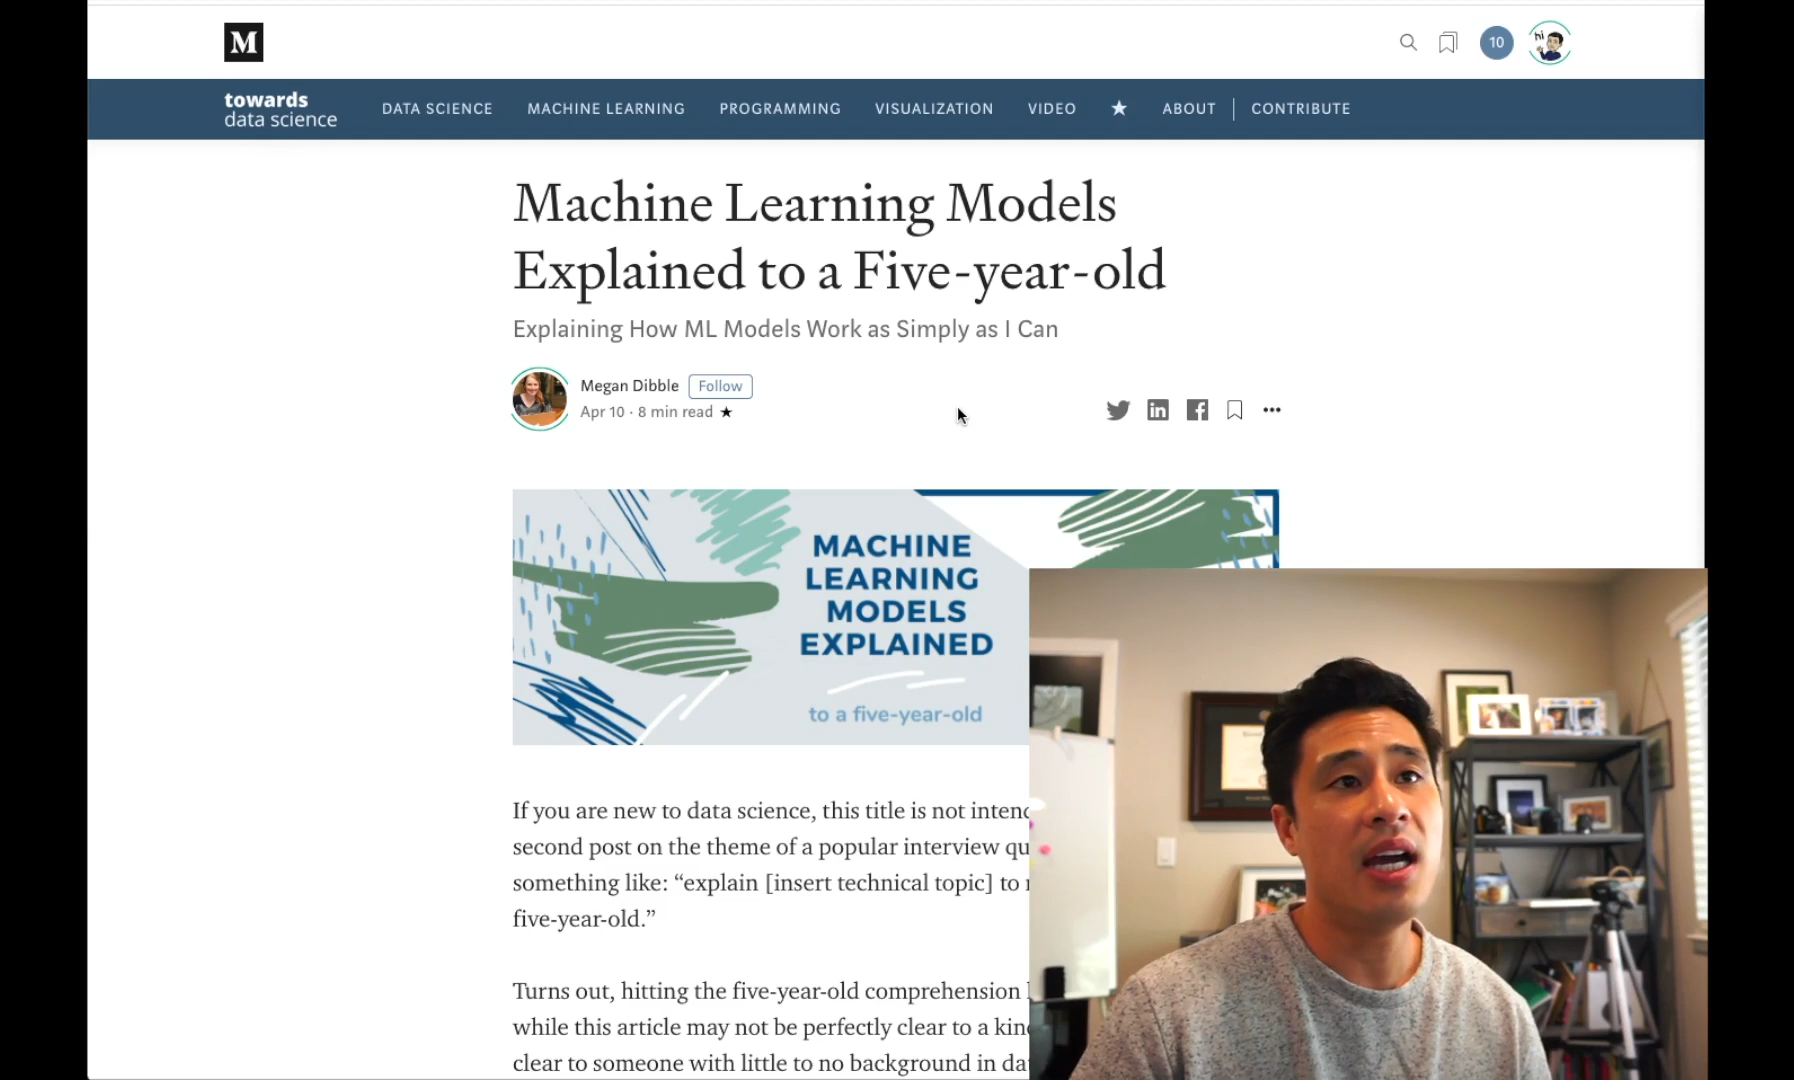 M
10
hi
towards
data science
DATA SCIENCE
MACHINE LEARNING
PROGRAMMING
VISUALIZATION
VIDEO
ABOUT
CONTRIBUTE
Machine Learning Models
Explained to a Five-year-old
Explaining How ML Models Work as Simply as I Can
Megan Dibble Follow
Apr 10 · 8 min read ★
MACHINE
LEARNING
MODELS
EXPLAINED
to a five-year-old
If you are new to data science, this title is not
second post on the theme of a popular interview
something like: “explain [insert technical topic] to
five-year-old.”
Turns out, hitting the five-year-old comprehension
while this article may not be perfectly clear to a
clear to someone with little to no background in